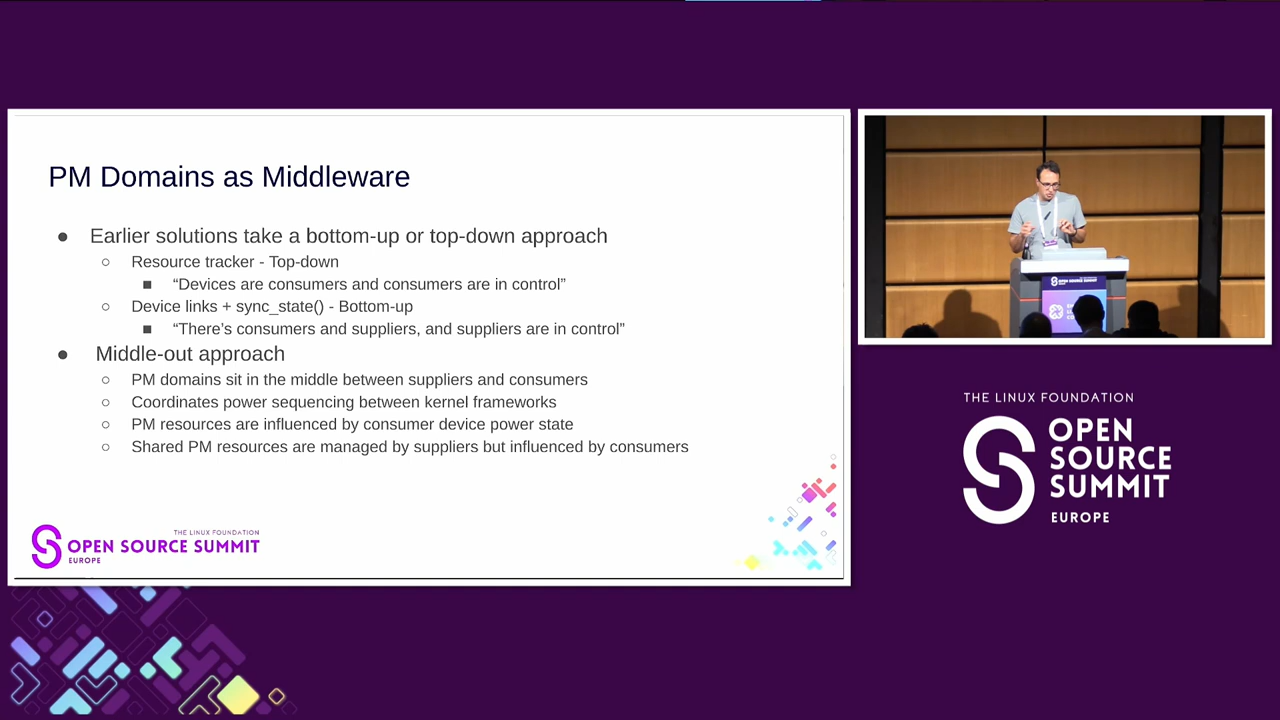 PM Domains as Middleware
● Earlier solutions take a bottom-up or top-down approach
○ Resource tracker - Top-down
■ “Devices are consumers and consumers are in control”
○ Device links + sync_state() - Bottom-up
■ “There’s consumers and suppliers, and suppliers are in control”
● Middle-out approach
○ PM domains sit in the middle between suppliers and consumers
○ Coordinates power sequencing between kernel frameworks
○ PM resources are influenced by consumer device power state
○ Shared PM resources are managed by suppliers but influenced by consumers
THE LINUX FOUNDATION
OPEN SOURCE SUMMIT
EUROPE
THE LINUX FOUNDATION
OPEN
SOURCE
SUMMIT
EUROPE